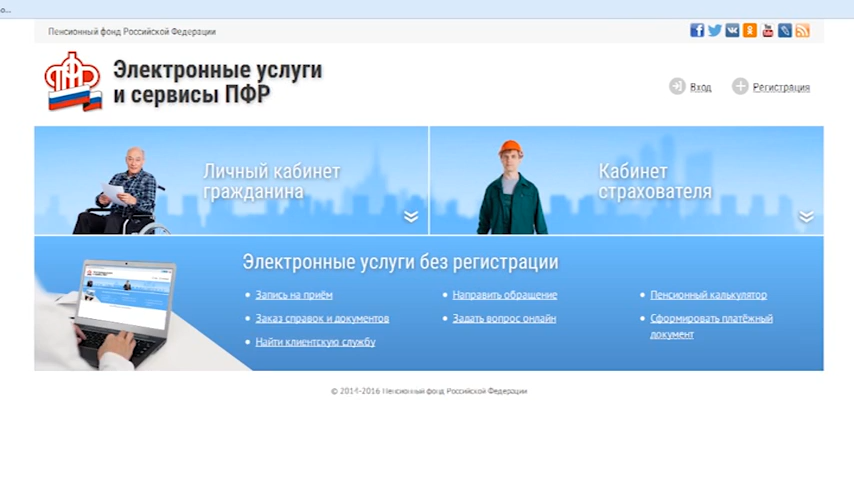 о...
Пенсионный фонд Российской Федерации
Электронные услуги
и сервисы ПФР
Вход
Регистрация
Личный кабинет
гражданина
Кабинет
страхователя
Электронные услуги без регистрации
Запись на приём
Направить обращение
Пенсионный калькулятор
Заказ справок и документов
Задать вопрос онлайн
Сформировать платёжный
документ
Найти клиентскую службу
© 2014-2016 Пенсионный фонд Российской Федерации